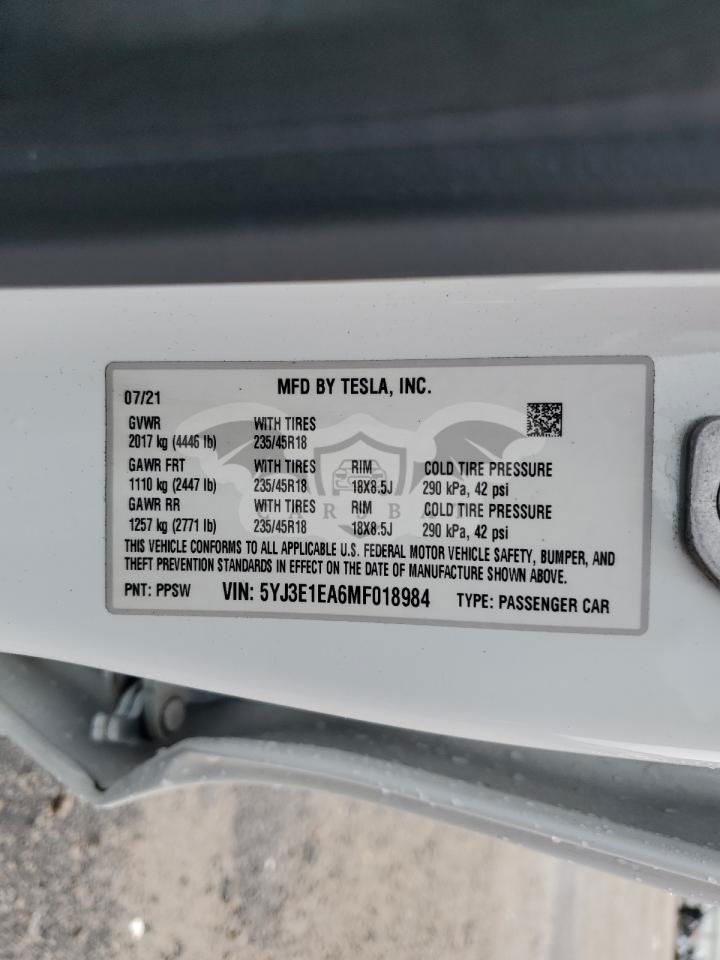 MFD BY TESLA, INC.
07/21
GVWR WITH TIRES
2017 kg (4446 lb) 235/45R18
GAWR FRT WITH TIRES RIM COLD TIRE PRESSURE
1110 kg (2447 lb) 235/45R18 18X8.5J 290 kPa, 42 psi
GAWR RR WITH TIRES RIM COLD TIRE PRESSURE
1257 kg (2771 lb) 235/45R18 18X8.5J 290 kPa, 42 psi
THIS VEHICLE CONFORMS TO ALL APPLICABLE U.S. FEDERAL MOTOR VEHICLE SAFETY, BUMPER, AND
THEFT PREVENTION STANDARDS IN EFFECT ON THE DATE OF MANUFACTURE SHOWN ABOVE.
PNT: PPSW VIN: 5YJ3E1EA6MF018984 TYPE: PASSENGER CAR